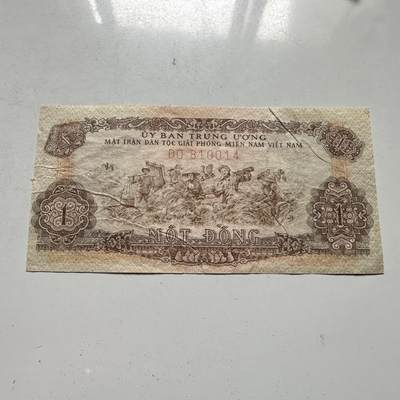 ỦY BAN TRUNG ƯƠNG
MẶT TRẬN DÂN TỘC GIẢI PHÓNG MIỀN NAM VIỆT NAM
ĐQ 810014
1 1
MỘT ĐỒNG